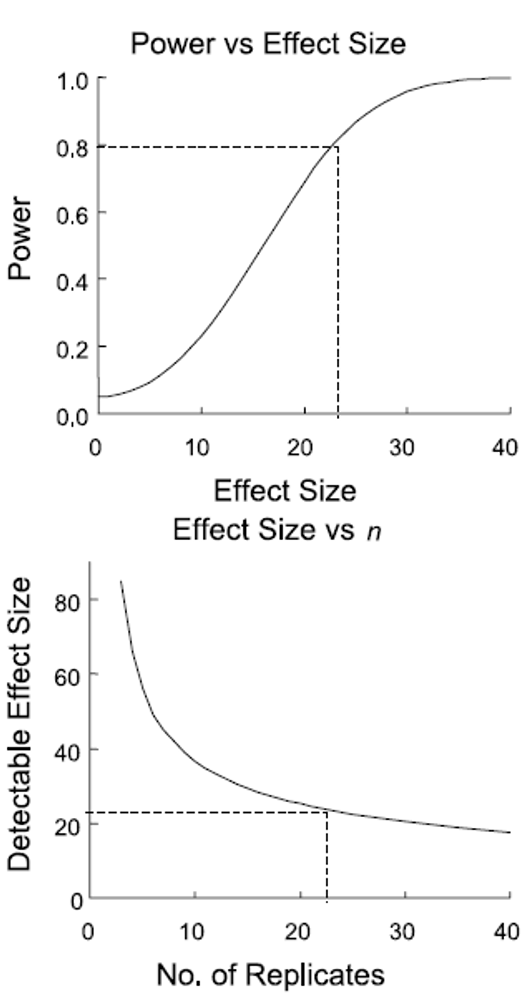 Power vs Effect Size
1.0
0.8
0.6
0.4
0.2
0.0
Power
0 10 20 30 40
Effect Size
Effect Size vs n
80
60
40
20
0
Detectable Effect Size
0 10 20 30 40
No. of Replicates